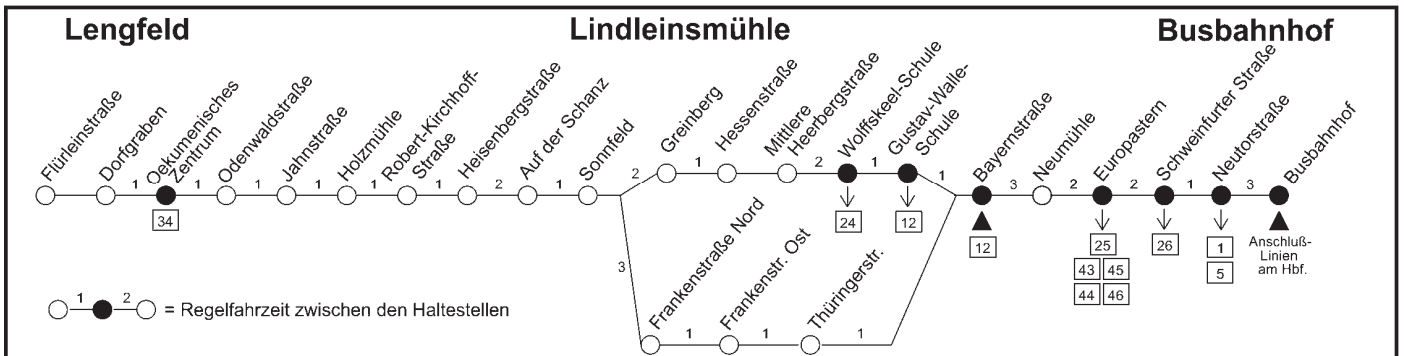 Lengfeld
Lindleinsmühle
Busbahnhof
Flürleinstraße
Dorfgraben
Oekumenisches
Zentrum
Odenwaldstraße
Jahnstraße
Holzmühle
Robert-Kirchhoff-
Straße
Heisenbergstraße
Auf der Schanz
Sonnfeld
Greinberg
Hessenstraße
Mittlere
Heerbergstraße
Wolffskeel-Schule
Gustav-Walle-
Schule
Bayernstraße
Neumühle
Europastern
Schweinfurter Straße
Neutorstraße
Busbahnhof
1 1 1 1 1 1 2 1
2 1 2 1 1
3 2 2 1 3
34
24
12
12
25
43 45
44 46
26
1
5
Anschluß-
Linien
am Hbf.
3
Frankenstraße Nord
Frankenstr. Ost
Thüringerstr.
1 1 1
1 2 = Regelfahrzeit zwischen den Haltestellen